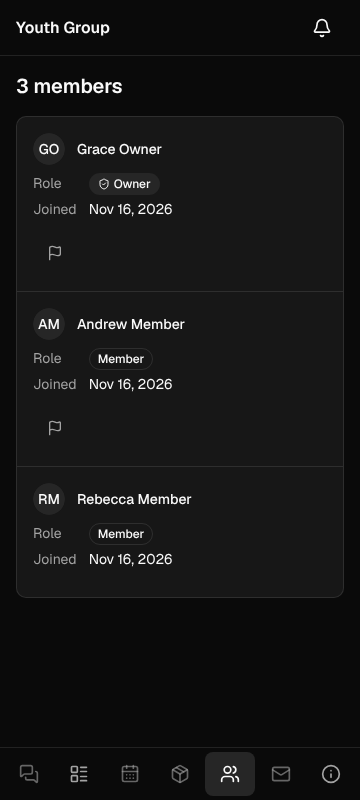 Youth Group
3 members
GO Grace Owner
Role Owner
Joined Nov 16, 2026
AM Andrew Member
Role Member
Joined Nov 16, 2026
RM Rebecca Member
Role Member
Joined Nov 16, 2026